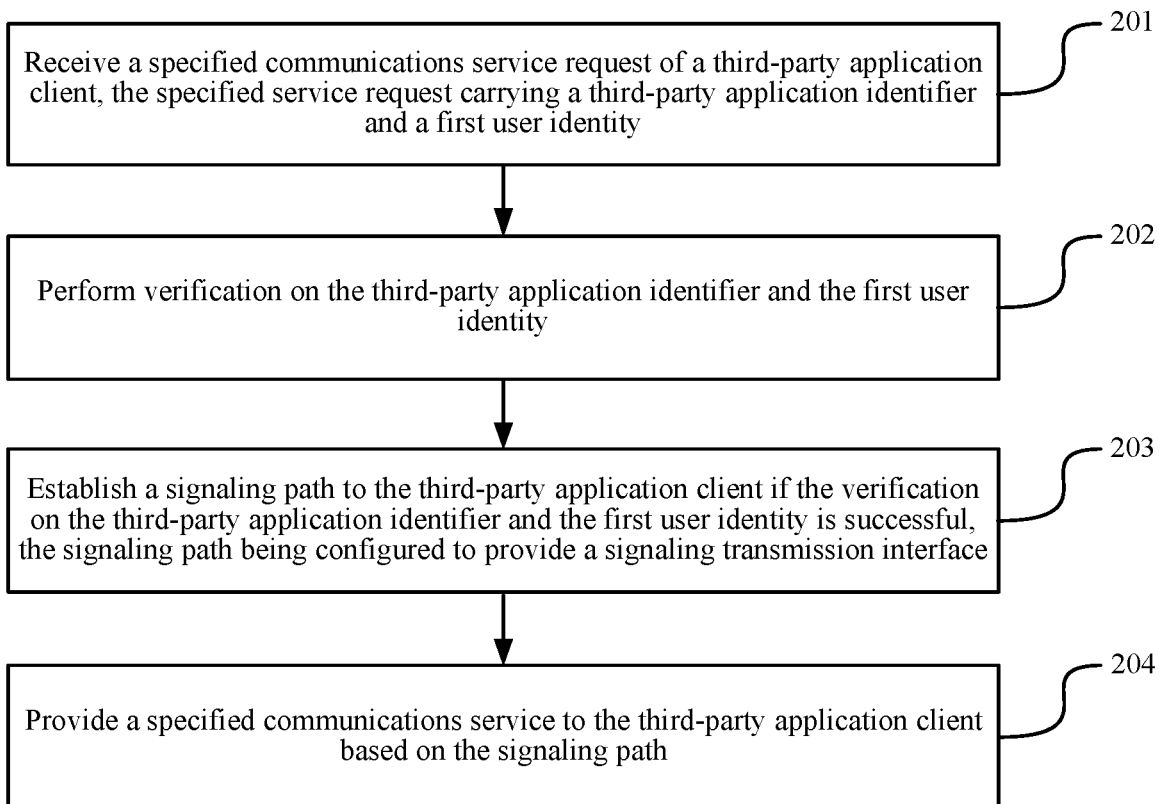 201
Receive a specified communications service request of a third-party application
client, the specified service request carrying a third-party application identifier
and a first user identity
202
Perform verification on the third-party application identifier and the first user
identity
203
Establish a signaling path to the third-party application client if the verification
on the third-party application identifier and the first user identity is successful,
the signaling path being configured to provide a signaling transmission interface
204
Provide a specified communications service to the third-party application client
based on the signaling path